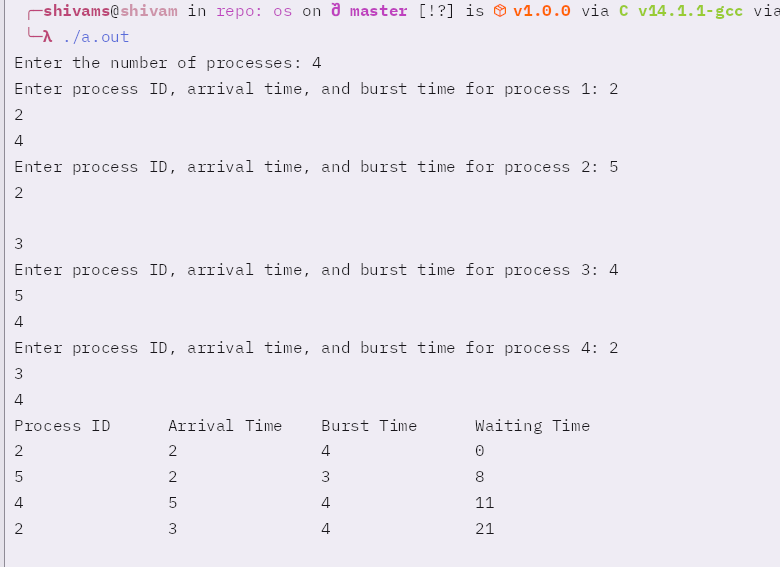 ╭─shivams@shivam in repo: os on master [!?] is v1.0.0 via C v14.1.1-gcc via
╰─λ ./a.out
Enter the number of processes: 4
Enter process ID, arrival time, and burst time for process 1: 2
2
4
Enter process ID, arrival time, and burst time for process 2: 5
2
3
Enter process ID, arrival time, and burst time for process 3: 4
5
4
Enter process ID, arrival time, and burst time for process 4: 2
3
4
Process ID Arrival Time Burst Time Waiting Time
2 2 4 0
5 2 3 8
4 5 4 11
2 3 4 21